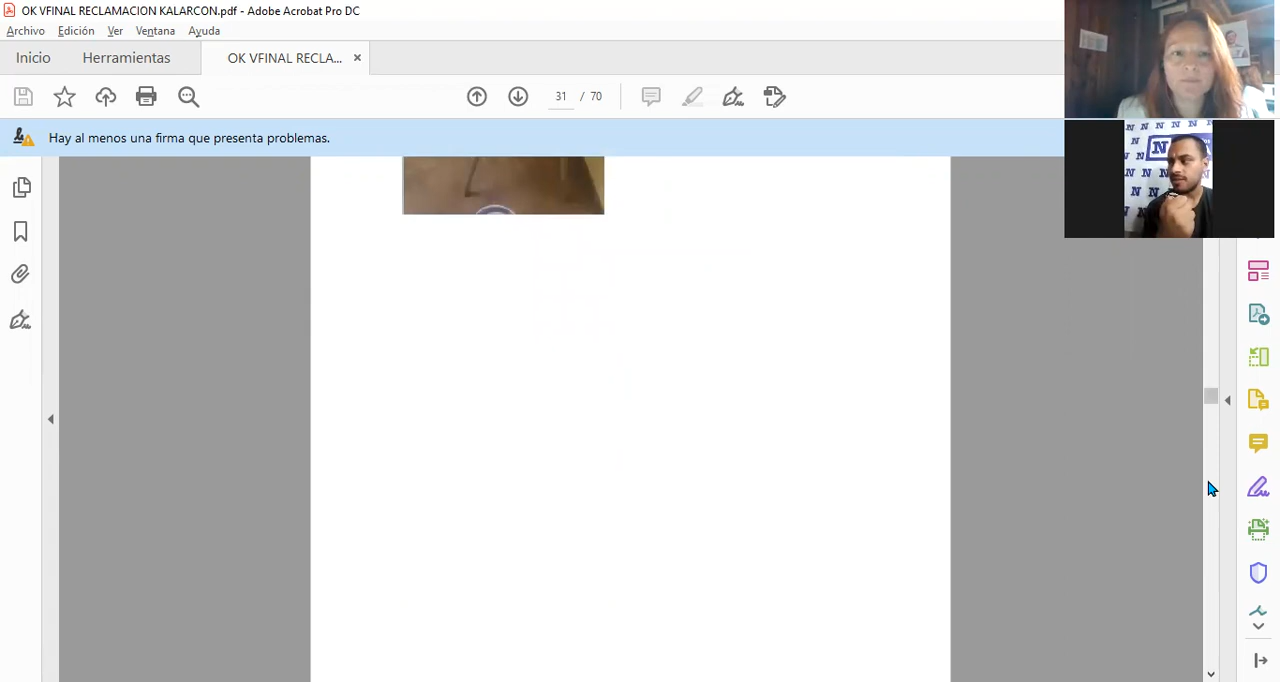 OK VFINAL RECLAMACION KALARCON.pdf - Adobe Acrobat Pro DC
Archivo Edición Ver Ventana Ayuda
Inicio Herramientas OK VFINAL RECLA... ×
31 / 70
Hay al menos una firma que presenta problemas.